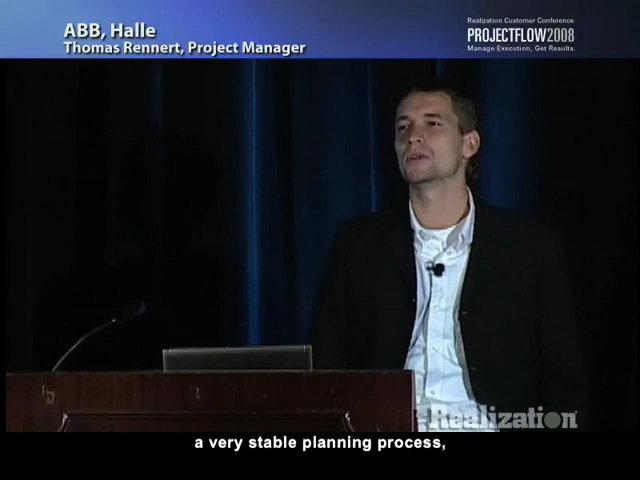 ABB, Halle
Thomas Rennert, Project Manager
Realization Customer Conference
PROJECTFLOW2008
Manage Execution, Get Results.
Realization
a very stable planning process,